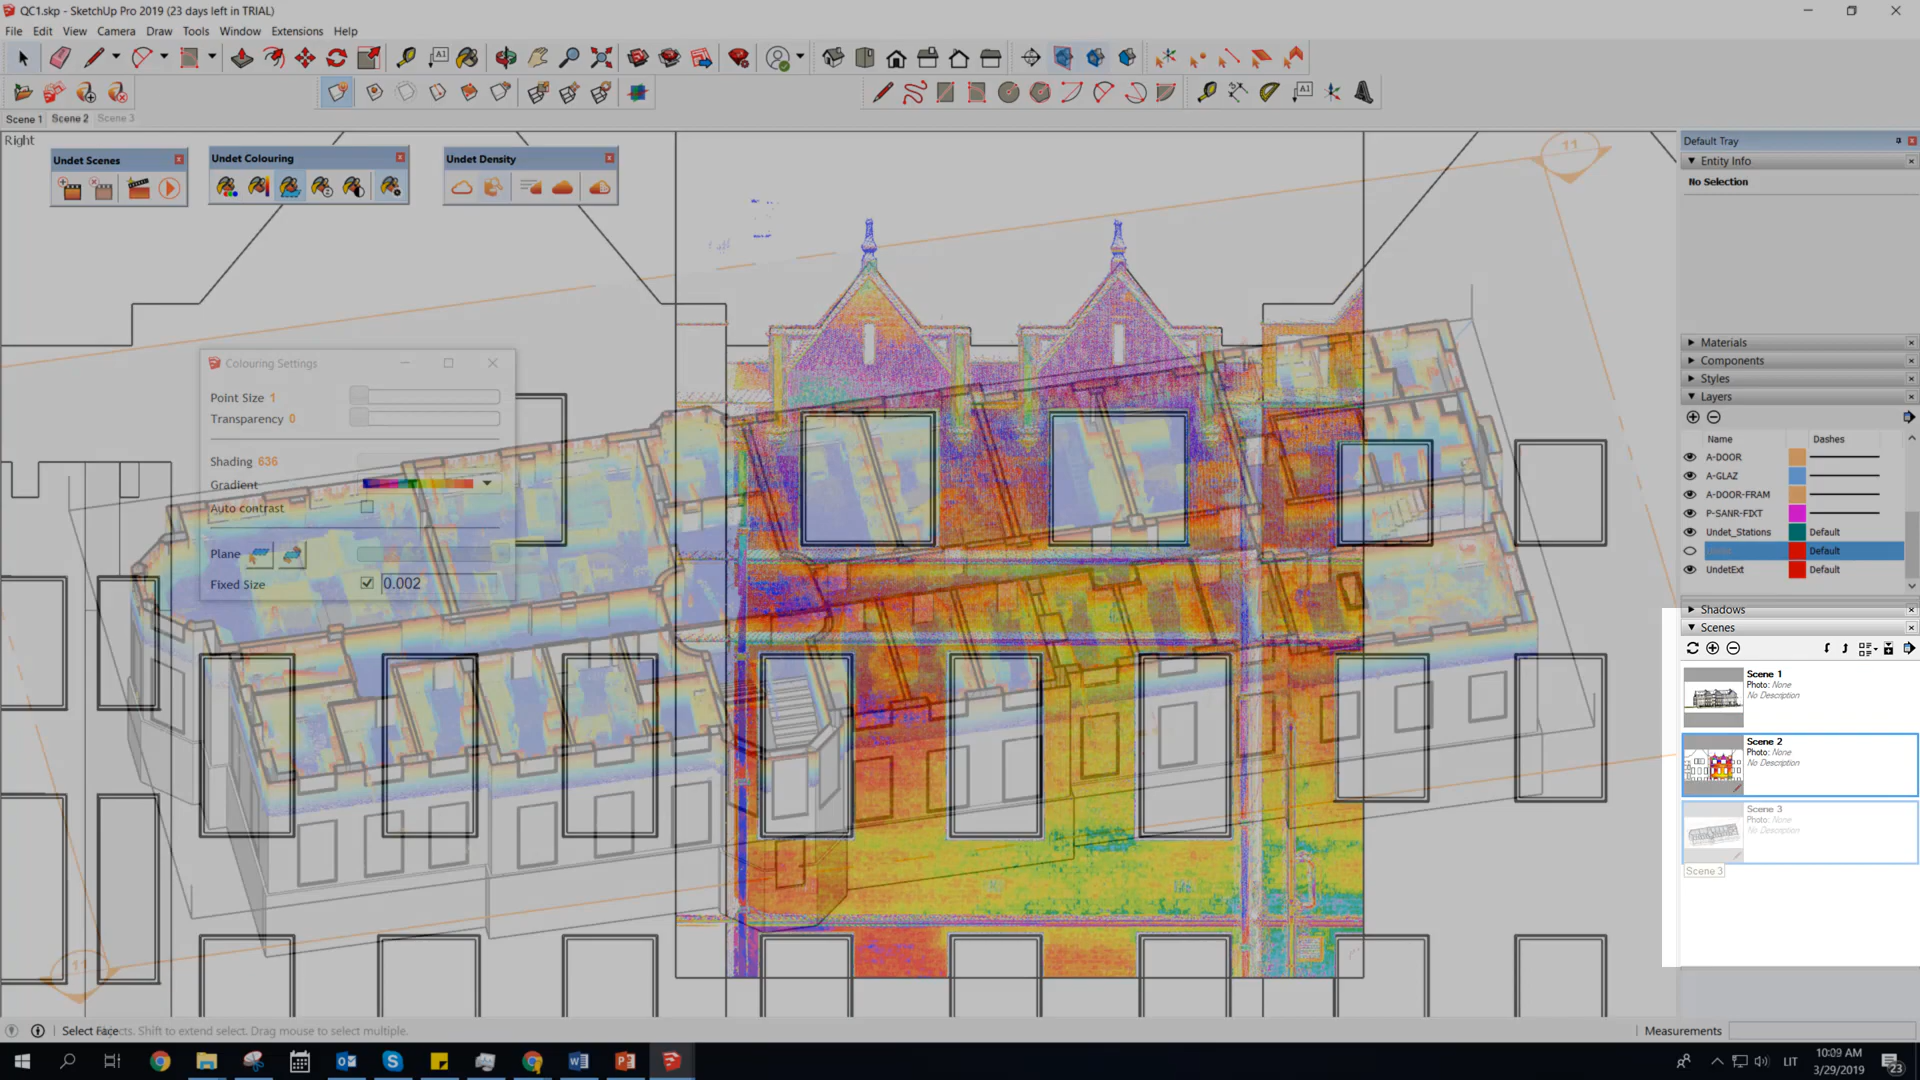 QC1.skp - SketchUp Pro 2019 (23 days left in TRIAL)
File Edit View Camera Draw Tools Window Extensions Help
Scene 1 Scene 2 Scene 3
Right
Undet Scenes
Undet Colouring
Undet Density
11
Colouring Settings
Point Size 1
Transparency 0
Shading 636
Gradient
Auto contrast
Plane
Fixed Size 0.002
11
Default Tray
Entity Info
No Selection
Materials
Components
Styles
Layers
Name Dashes
A-DOOR
A-GLAZ
A-DOOR-FRAM
P-SANR-FIXT
Undet_Stations Default
Default
UndetExt Default
Shadows
Scenes
Scene 1
Photo: None
No Description
Scene 2
Photo: None
No Description
Scene 3
Photo: None
No Description
Scene 3
Select Shift to extend select. Drag mouse to select multiple.
Measurements
LIT
10:09 AM
3/29/2019
23